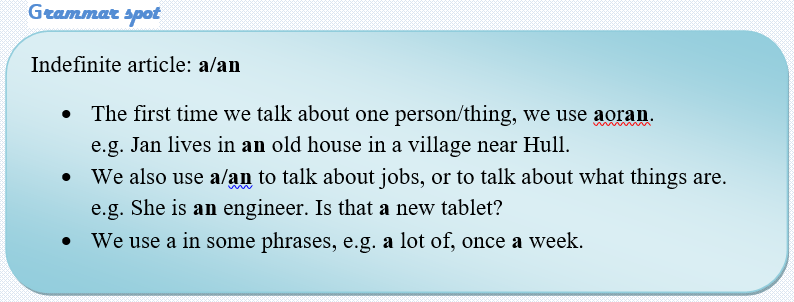 Grammar spot
Indefinite article: a/an
• The first time we talk about one person/thing, we use aoran.
e.g. Jan lives in an old house in a village near Hull.
• We also use a/an to talk about jobs, or to talk about what things are.
e.g. She is an engineer. Is that a new tablet?
• We use a in some phrases, e.g. a lot of, once a week.